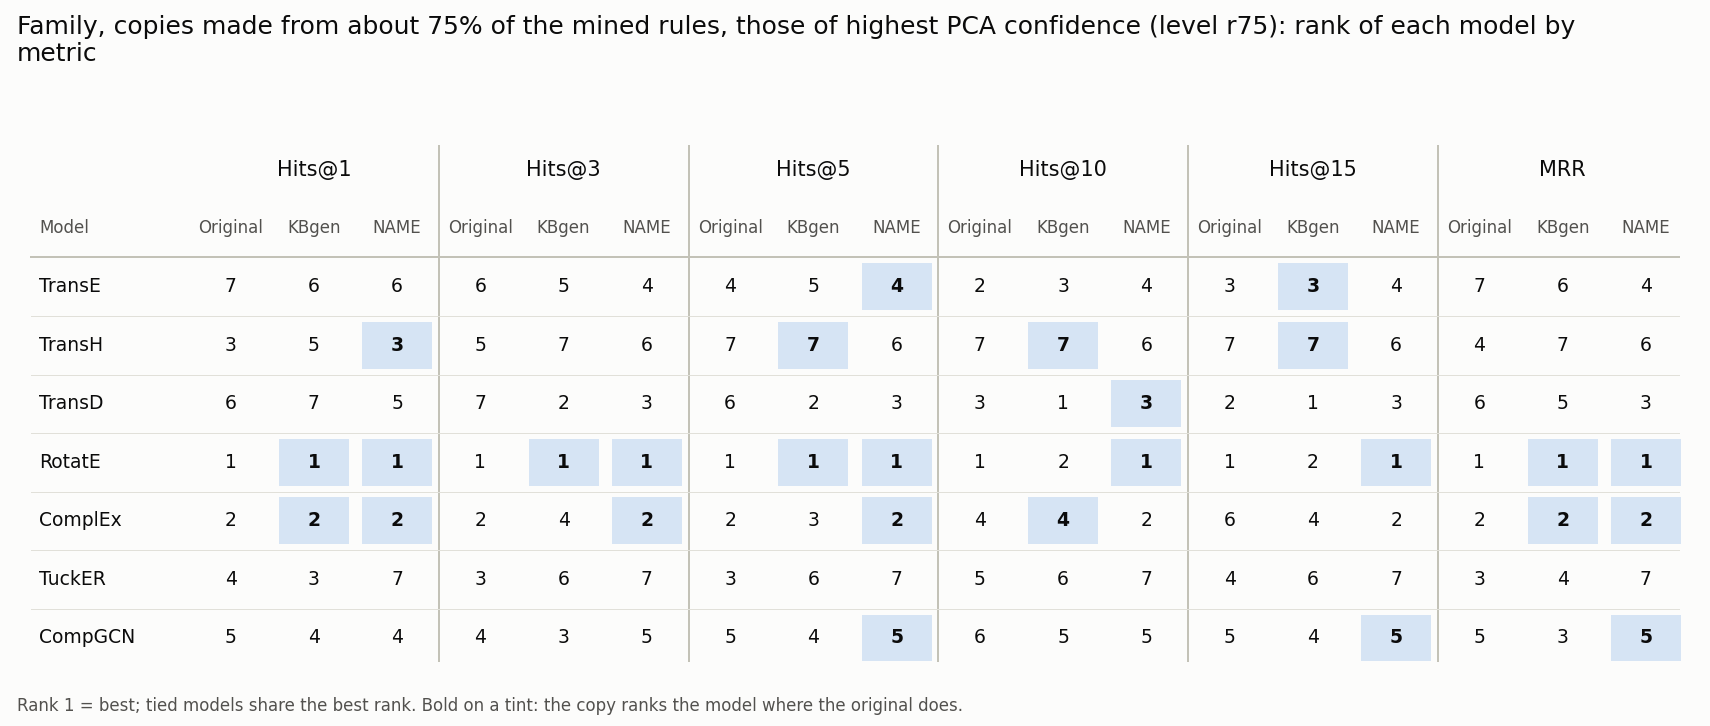 Family, copies made from about 75% of the mined rules, those of highest PCA confidence (level r75): rank of each model by
metric
Hits@1 Hits@3 Hits@5 Hits@10 Hits@15 MRR
Model Original KBgen NAME Original KBgen NAME Original KBgen NAME Original KBgen NAME Original KBgen NAME Original KBgen NAME
TransE 7 6 6 6 5 4 4 5 4 2 3 4 3 3 4 7 6 4
TransH 3 5 3 5 7 6 7 7 6 7 7 6 7 7 6 4 7 6
TransD 6 7 5 7 2 3 6 2 3 3 1 3 2 1 3 6 5 3
RotatE 1 1 1 1 1 1 1 1 1 1 2 1 1 2 1 1 1 1
ComplEx 2 2 2 2 4 2 2 3 2 4 4 2 6 4 2 2 2 2
TuckER 4 3 7 3 6 7 3 6 7 5 6 7 4 6 7 3 4 7
CompGCN 5 4 4 4 3 5 5 4 5 6 5 5 5 4 5 5 3 5
Rank 1 = best; tied models share the best rank. Bold on a tint: the copy ranks the model where the original does.